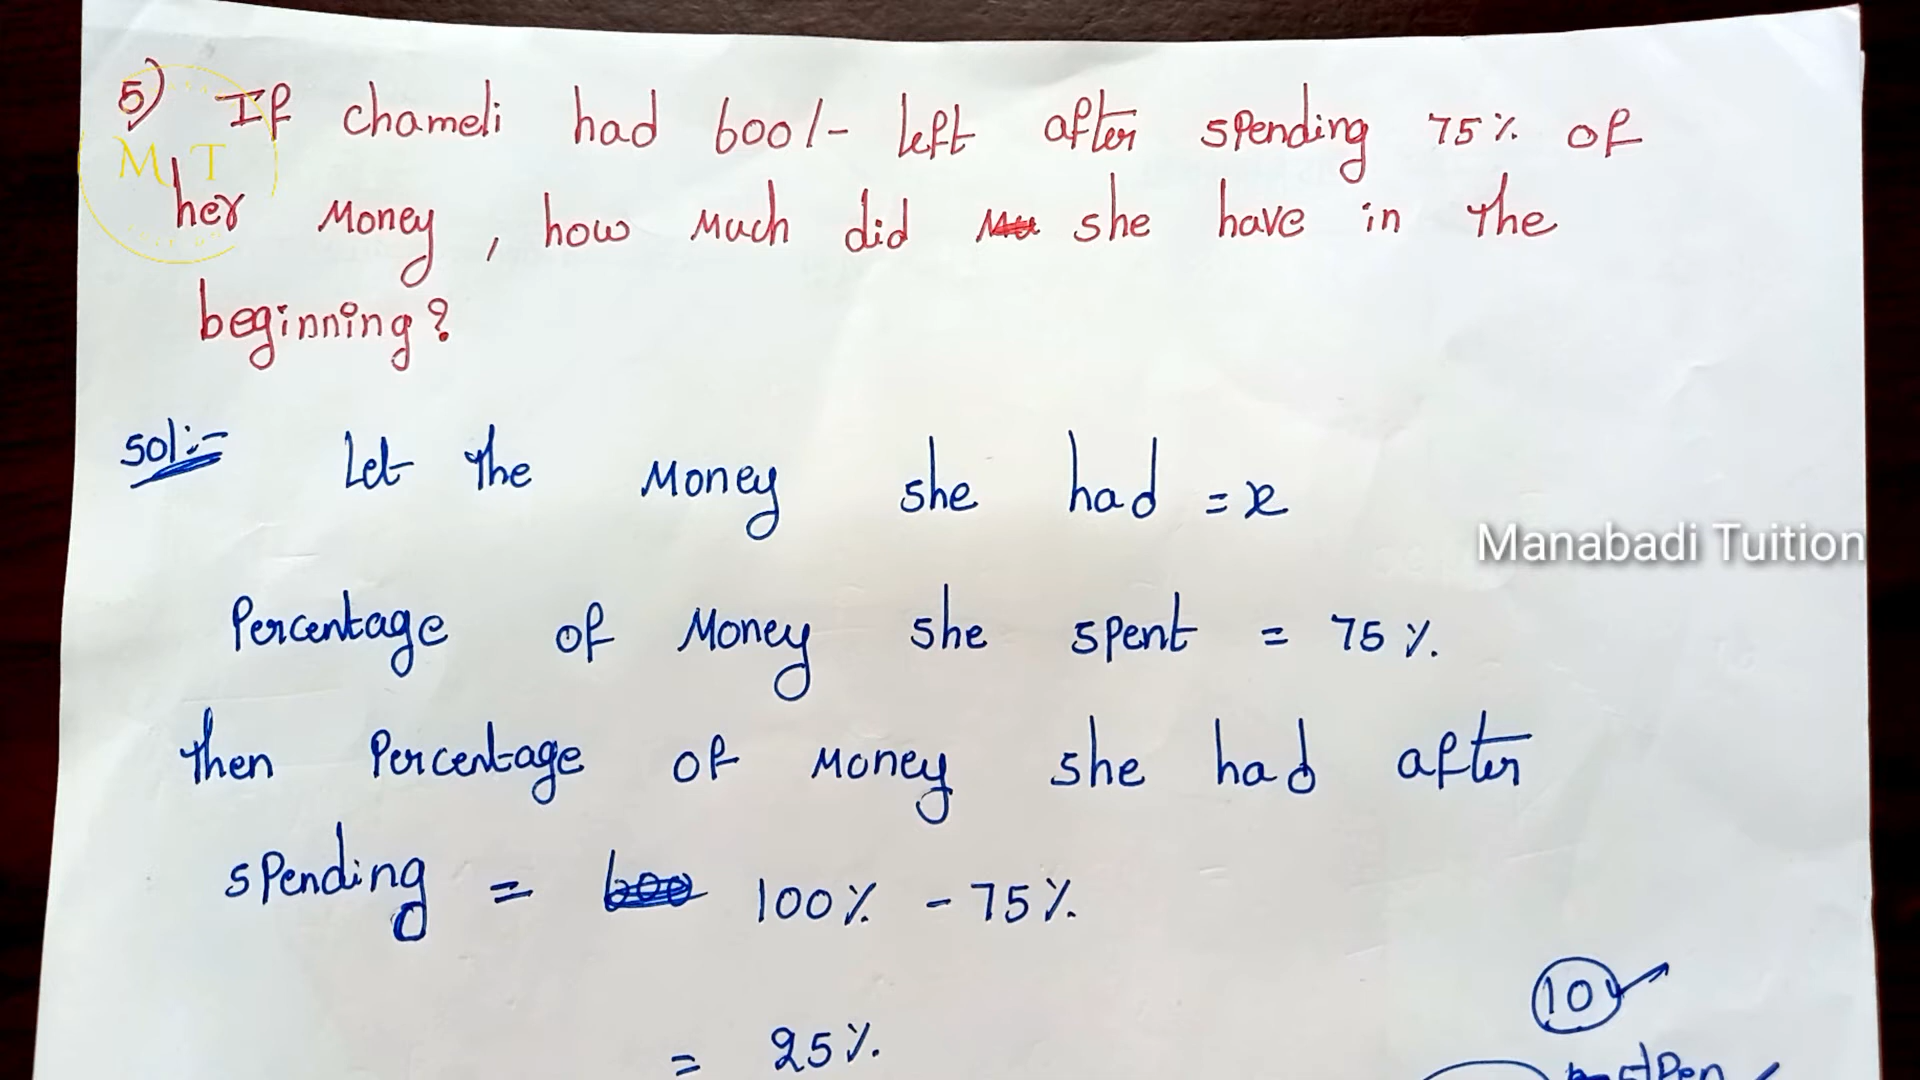 5) If chameli had 600/- left after spending 75% of
M T
her Money, how Much did she have in the
beginning?
Sol:- Let the Money she had = x
Manabadi Tuition
Percentage of Money she spent = 75%
then Percentage of Money she had after
spending = 100% - 75%
10
= 25%